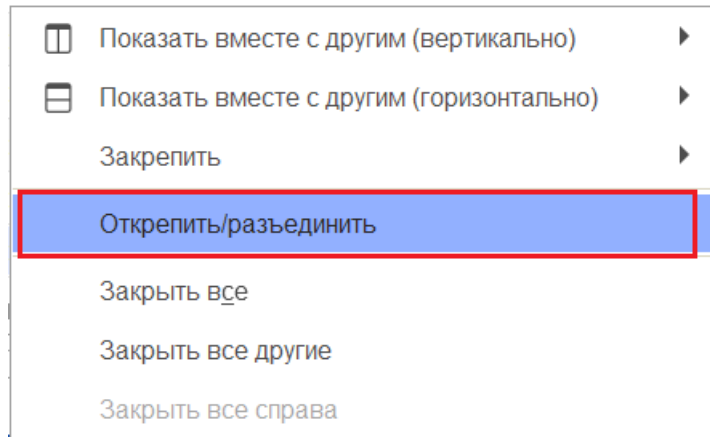 Показать вместе с другим (вертикально)
Показать вместе с другим (горизонтально)
Закрепить
Открепить/разъединить
Закрыть все
Закрыть все другие
Закрыть все справа